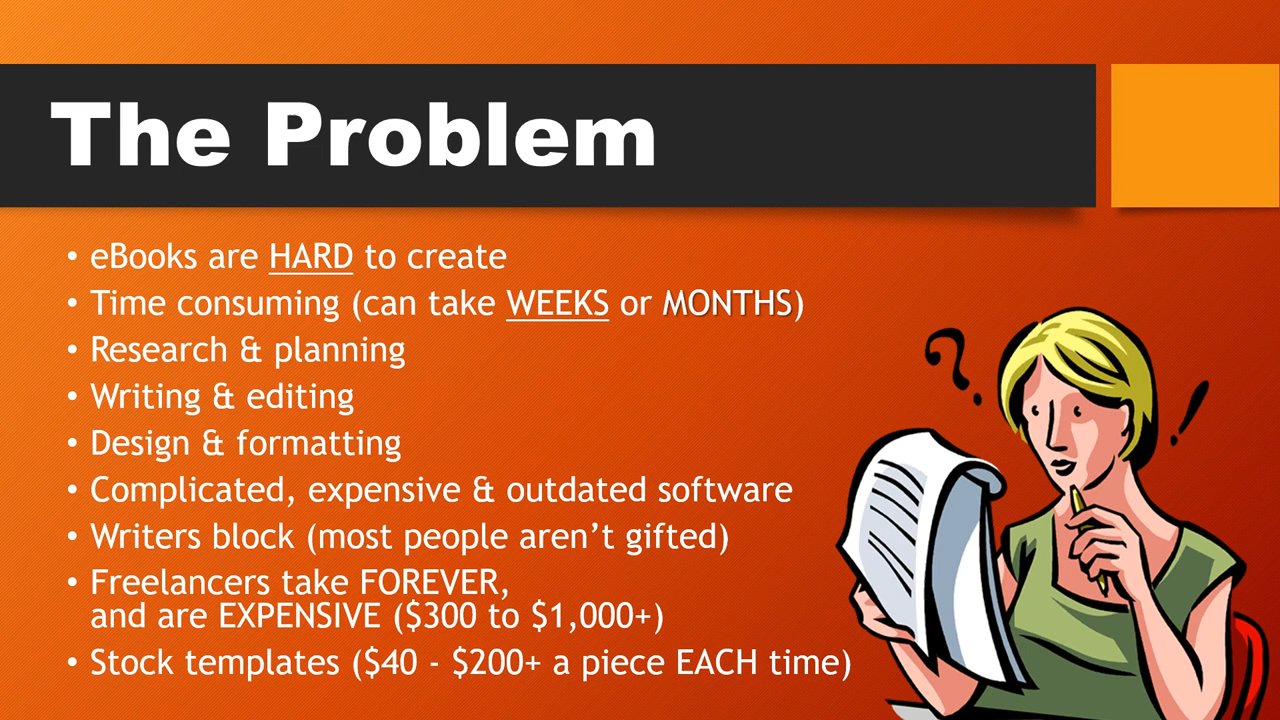 The Problem
• eBooks are HARD to create
• Time consuming (can take WEEKS or MONTHS)
• Research & planning
• Writing & editing
• Design & formatting
• Complicated, expensive & outdated software
• Writers block (most people aren’t gifted)
• Freelancers take FOREVER,
and are EXPENSIVE ($300 to $1,000+)
• Stock templates ($40 - $200+ a piece EACH time)
? !